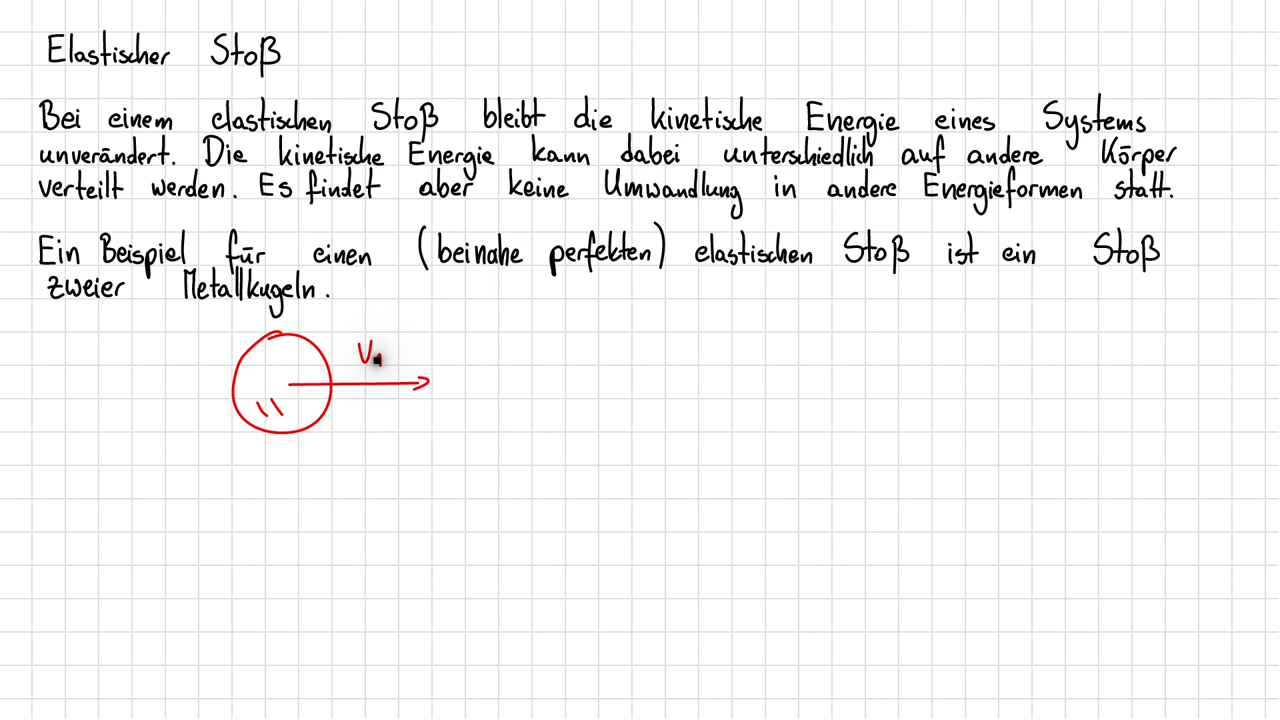 Elastischer Stoß
Bei einem elastischen Stoß bleibt die kinetische Energie eines Systems
unverändert. Die kinetische Energie kann dabei unterschiedlich auf andere Körper
verteilt werden. Es findet aber keine Umwandlung in andere Energieformen statt.
Ein Beispiel für einen (beinahe perfekten) elastischen Stoß ist ein Stoß
zweier Metallkugeln.
V₁